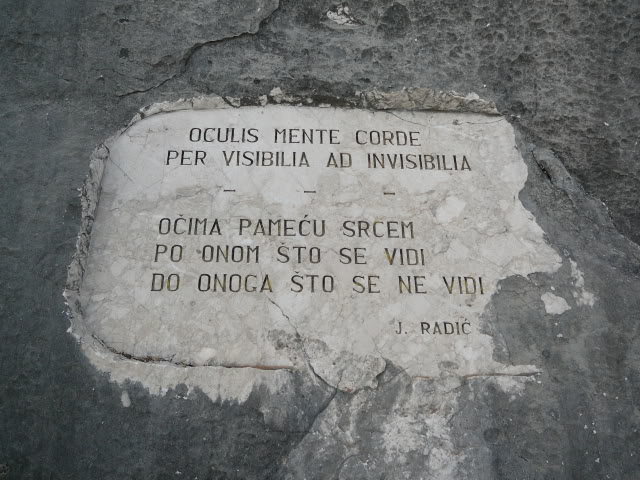 OCULIS MENTE CORDE
PER VISIBILIA AD INVISIBILIA
– – –
OČIMA PAMEĆU SRCEM
PO ONOM ŠTO SE VIDI
DO ONOGA, ŠTO SE NE VIDI
J. RADIĆ